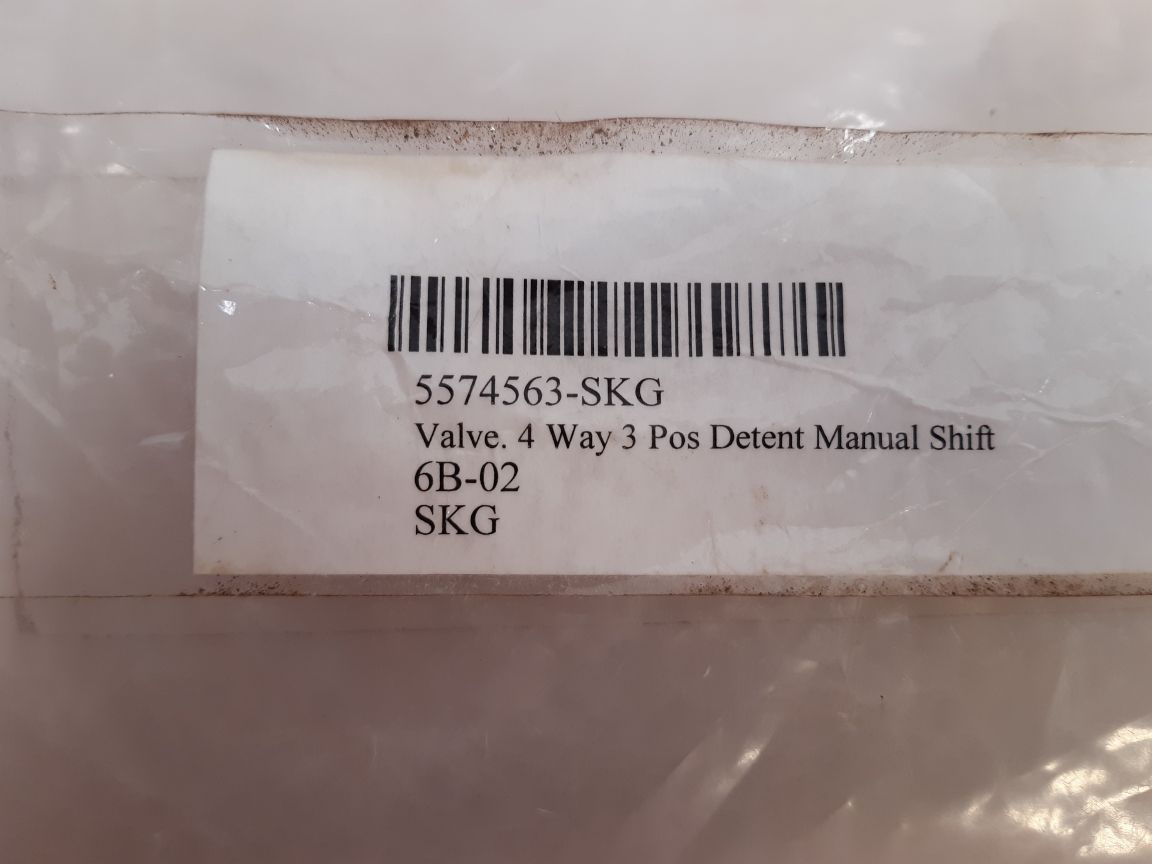 5574563-SKG
Valve. 4 Way 3 Pos Detent Manual Shift
6B-02
SKG